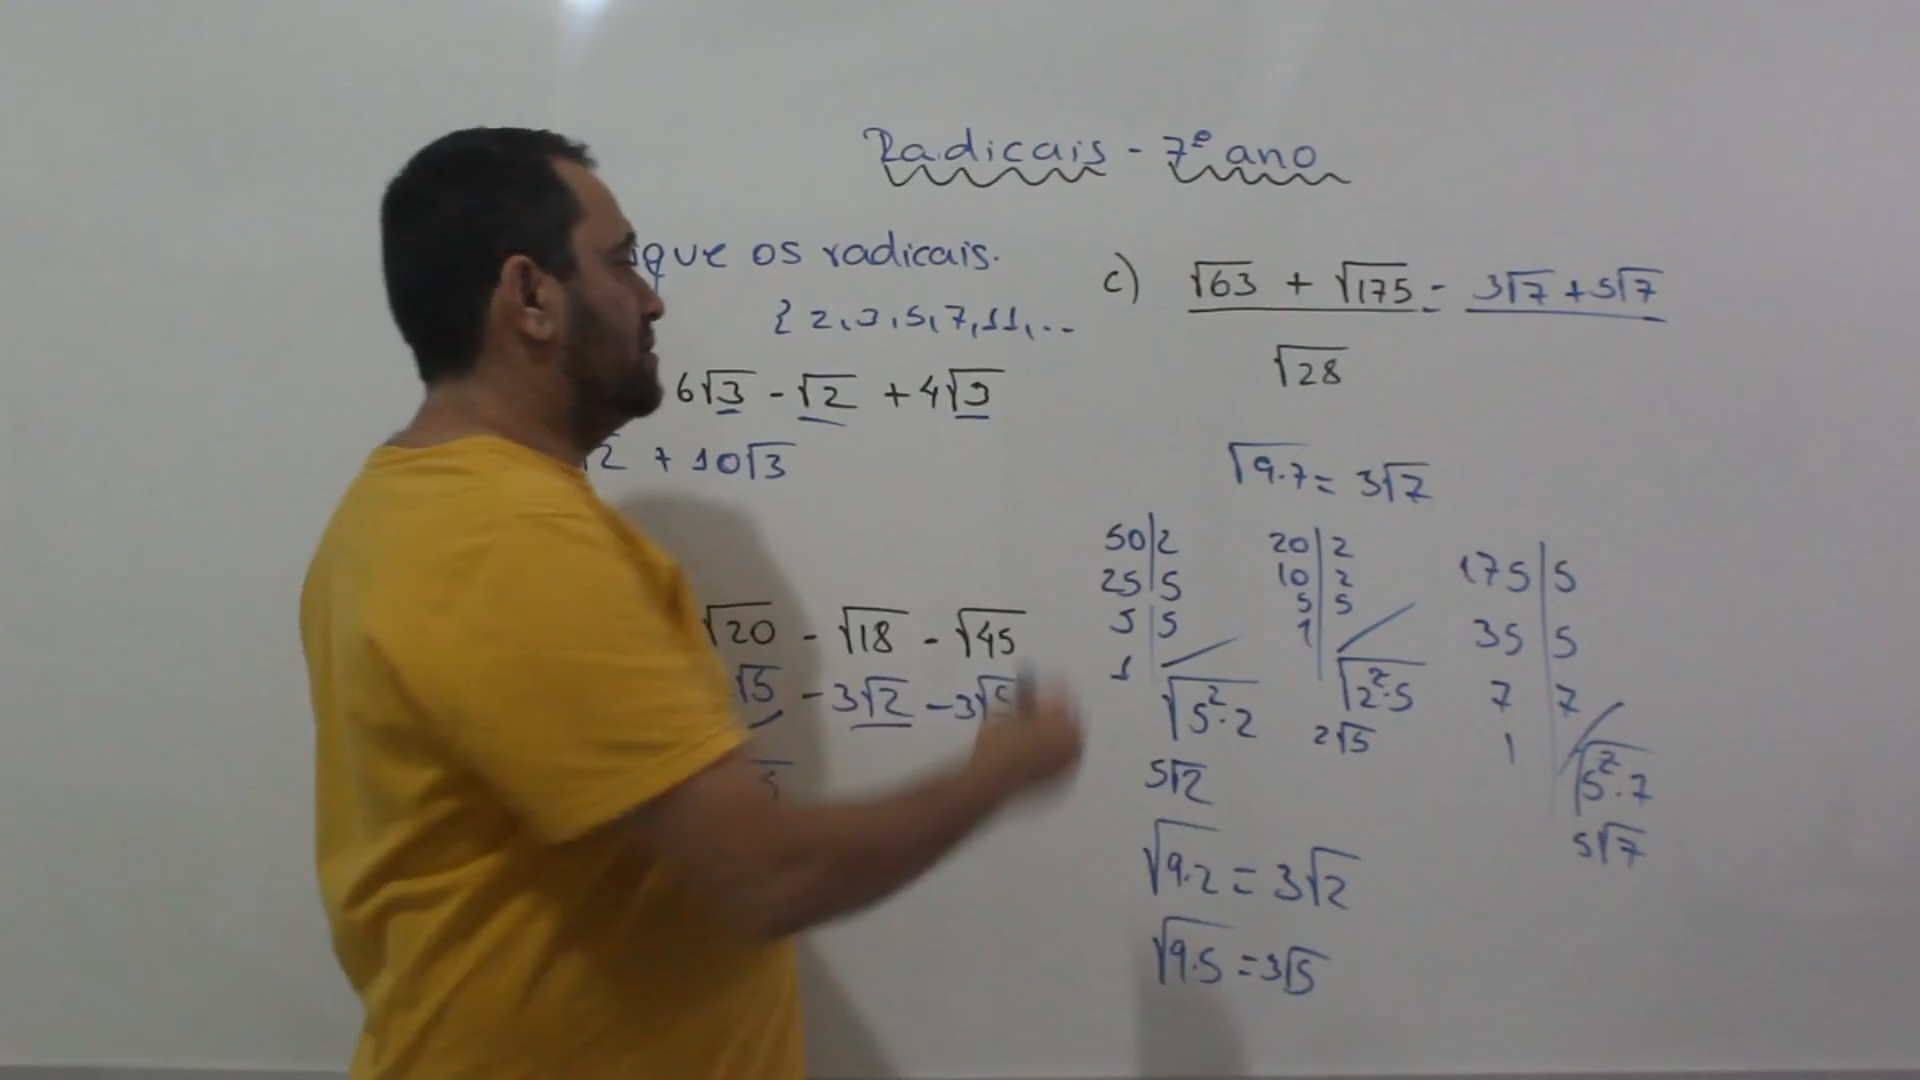 Radicais - 7º ano
ique os radicais.
{ 2, 3, 5, 7, 11, ...
6√3 - √2 + 4√3
√2 + 10√3
√20 - √18 - √45
√5 - 3√2 - 3√5
c) √63 + √175 = 3√7 + 5√7
√28
√9.7 = 3√7
50|2
25|5
5|5
1
√5².2
5√2
20|2
10|2
5|5
1
√2².5
2√5
175|5
35|5
7|7
1
√5².7
5√7
√9.2 = 3√2
√9.5 = 3√5